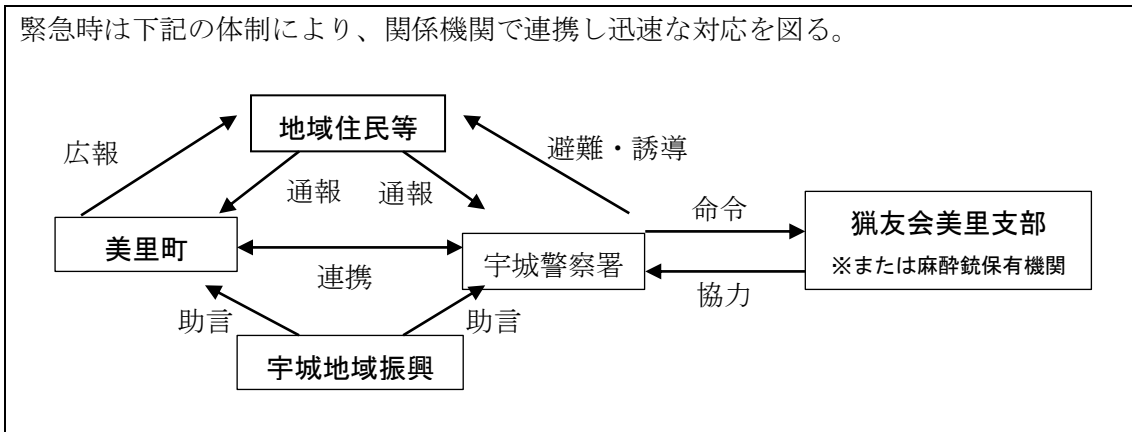 緊急時は下記の体制により、関係機関で連携し迅速な対応を図る。
地域住民等
広報
避難・誘導
通報
通報
命令
猟友会美里支部
※または麻酔銃保有機関
美里町
宇城警察署
連携
協力
助言
助言
宇城地域振興